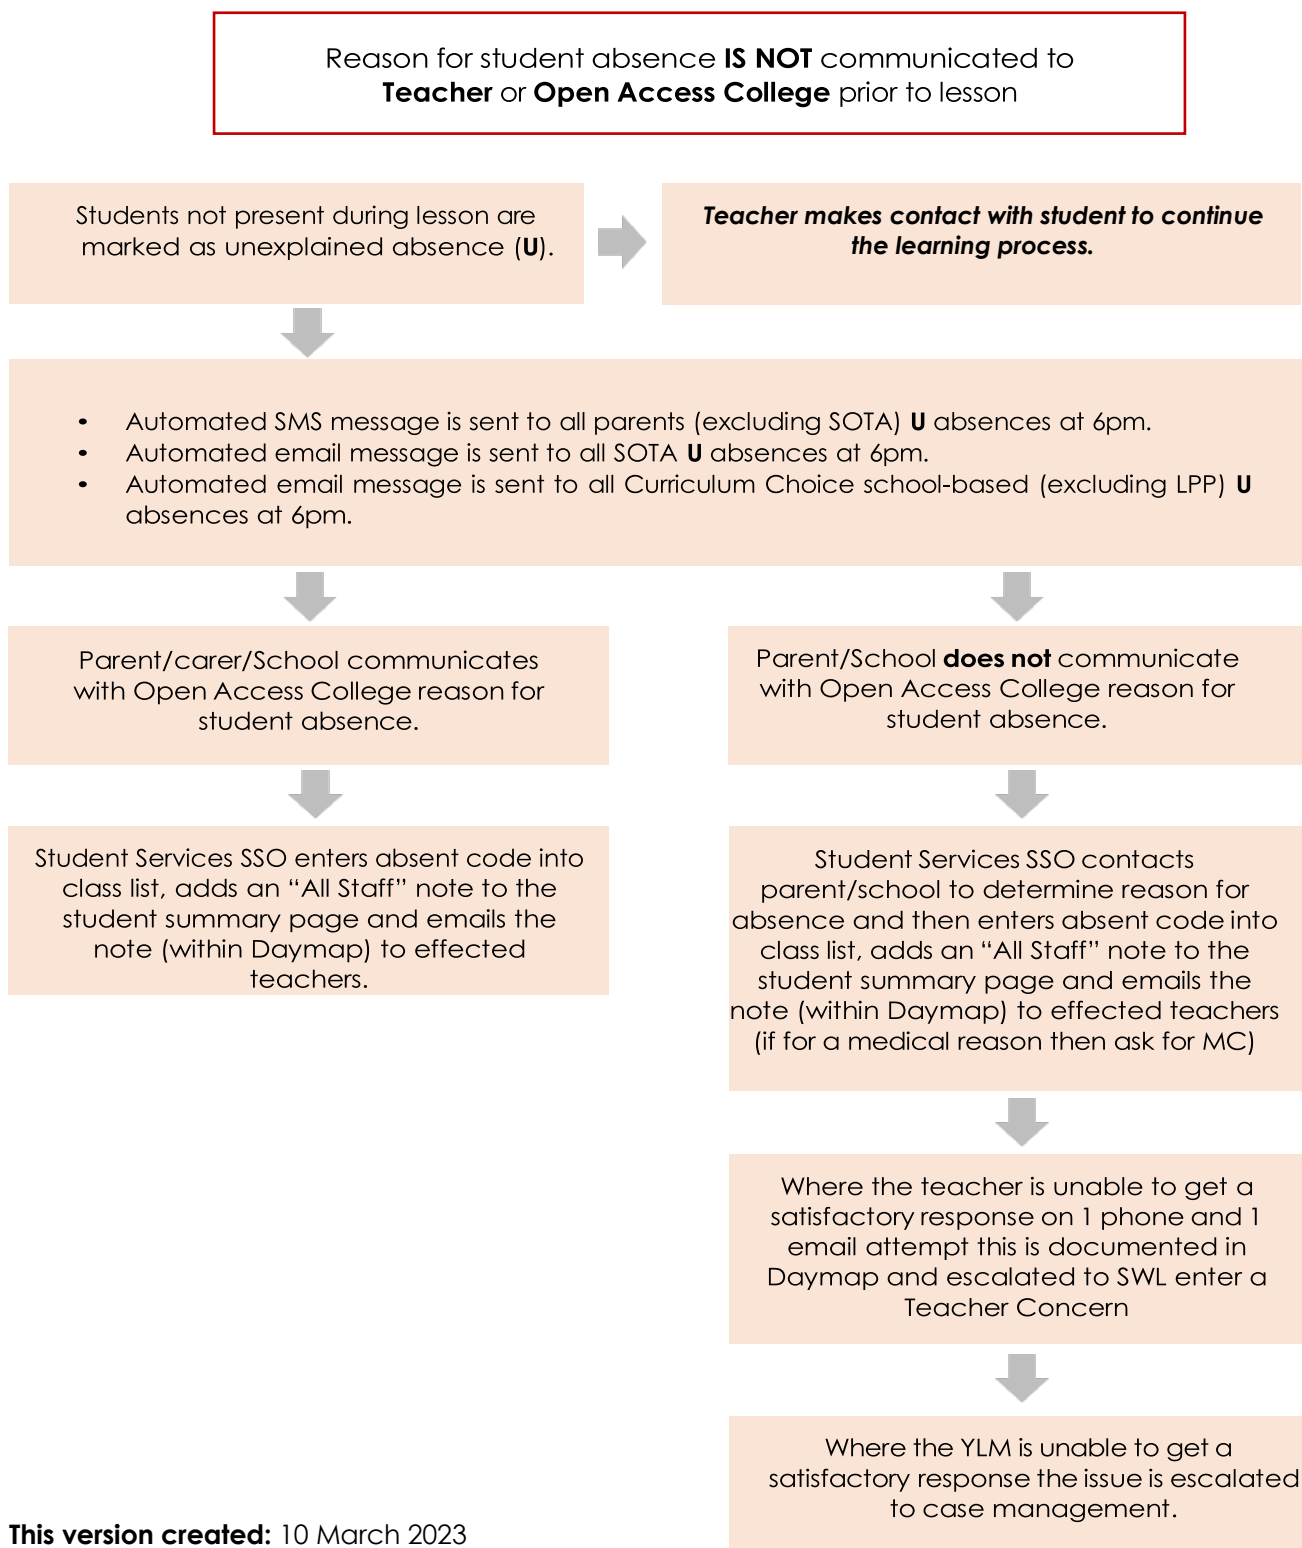 Reason for student absence IS NOT communicated to
Teacher or Open Access College prior to lesson
Students not present during lesson are
marked as unexplained absence (U).
Teacher makes contact with student to continue
the learning process.
• Automated SMS message is sent to all parents (excluding SOTA) U absences at 6pm.
• Automated email message is sent to all SOTA U absences at 6pm.
• Automated email message is sent to all Curriculum Choice school-based (excluding LPP) U
absences at 6pm.
Parent/carer/School communicates
with Open Access College reason for
student absence.
Parent/School does not communicate
with Open Access College reason for
student absence.
Student Services SSO enters absent code into
class list, adds an “All Staff” note to the
student summary page and emails the
note (within Daymap) to effected
teachers.
Student Services SSO contacts
parent/school to determine reason for
absence and then enters absent code into
class list, adds an “All Staff” note to the
student summary page and emails the
note (within Daymap) to effected teachers
(if for a medical reason then ask for MC)
Where the teacher is unable to get a
satisfactory response on 1 phone and 1
email attempt this is documented in
Daymap and escalated to SWL enter a
Teacher Concern
Where the YLM is unable to get a
satisfactory response the issue is escalated
to case management.
This version created: 10 March 2023